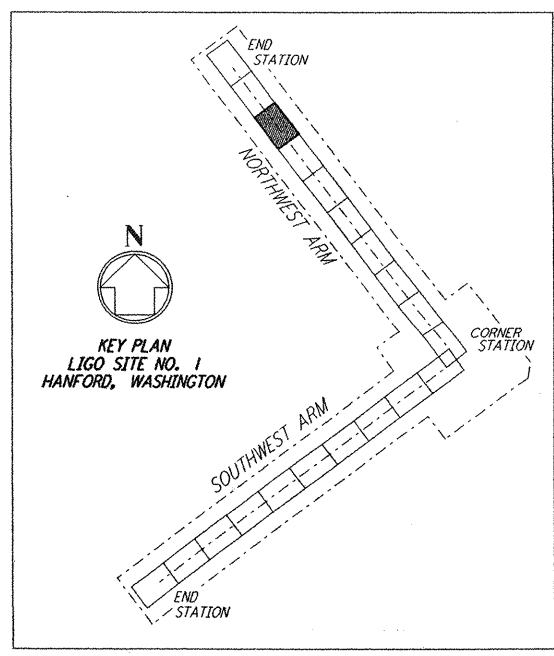 END
STATION
NORTHWEST ARM
N
KEY PLAN
LIGO SITE NO. 1
HANFORD, WASHINGTON
CORNER
STATION
SOUTHWEST ARM
END
STATION